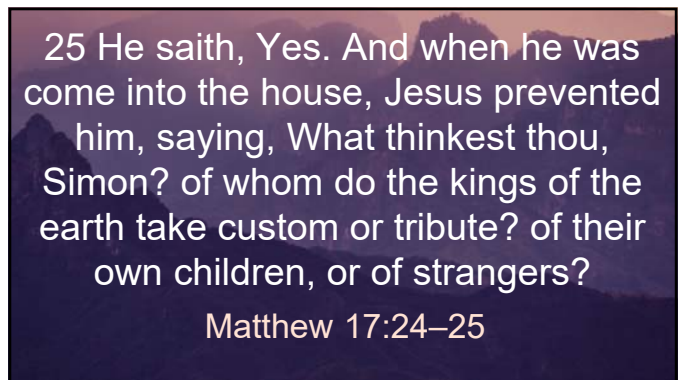 25 He saith, Yes. And when he was
come into the house, Jesus prevented
him, saying, What thinkest thou,
Simon? of whom do the kings of the
earth take custom or tribute? of their
own children, or of strangers?
Matthew 17:24–25